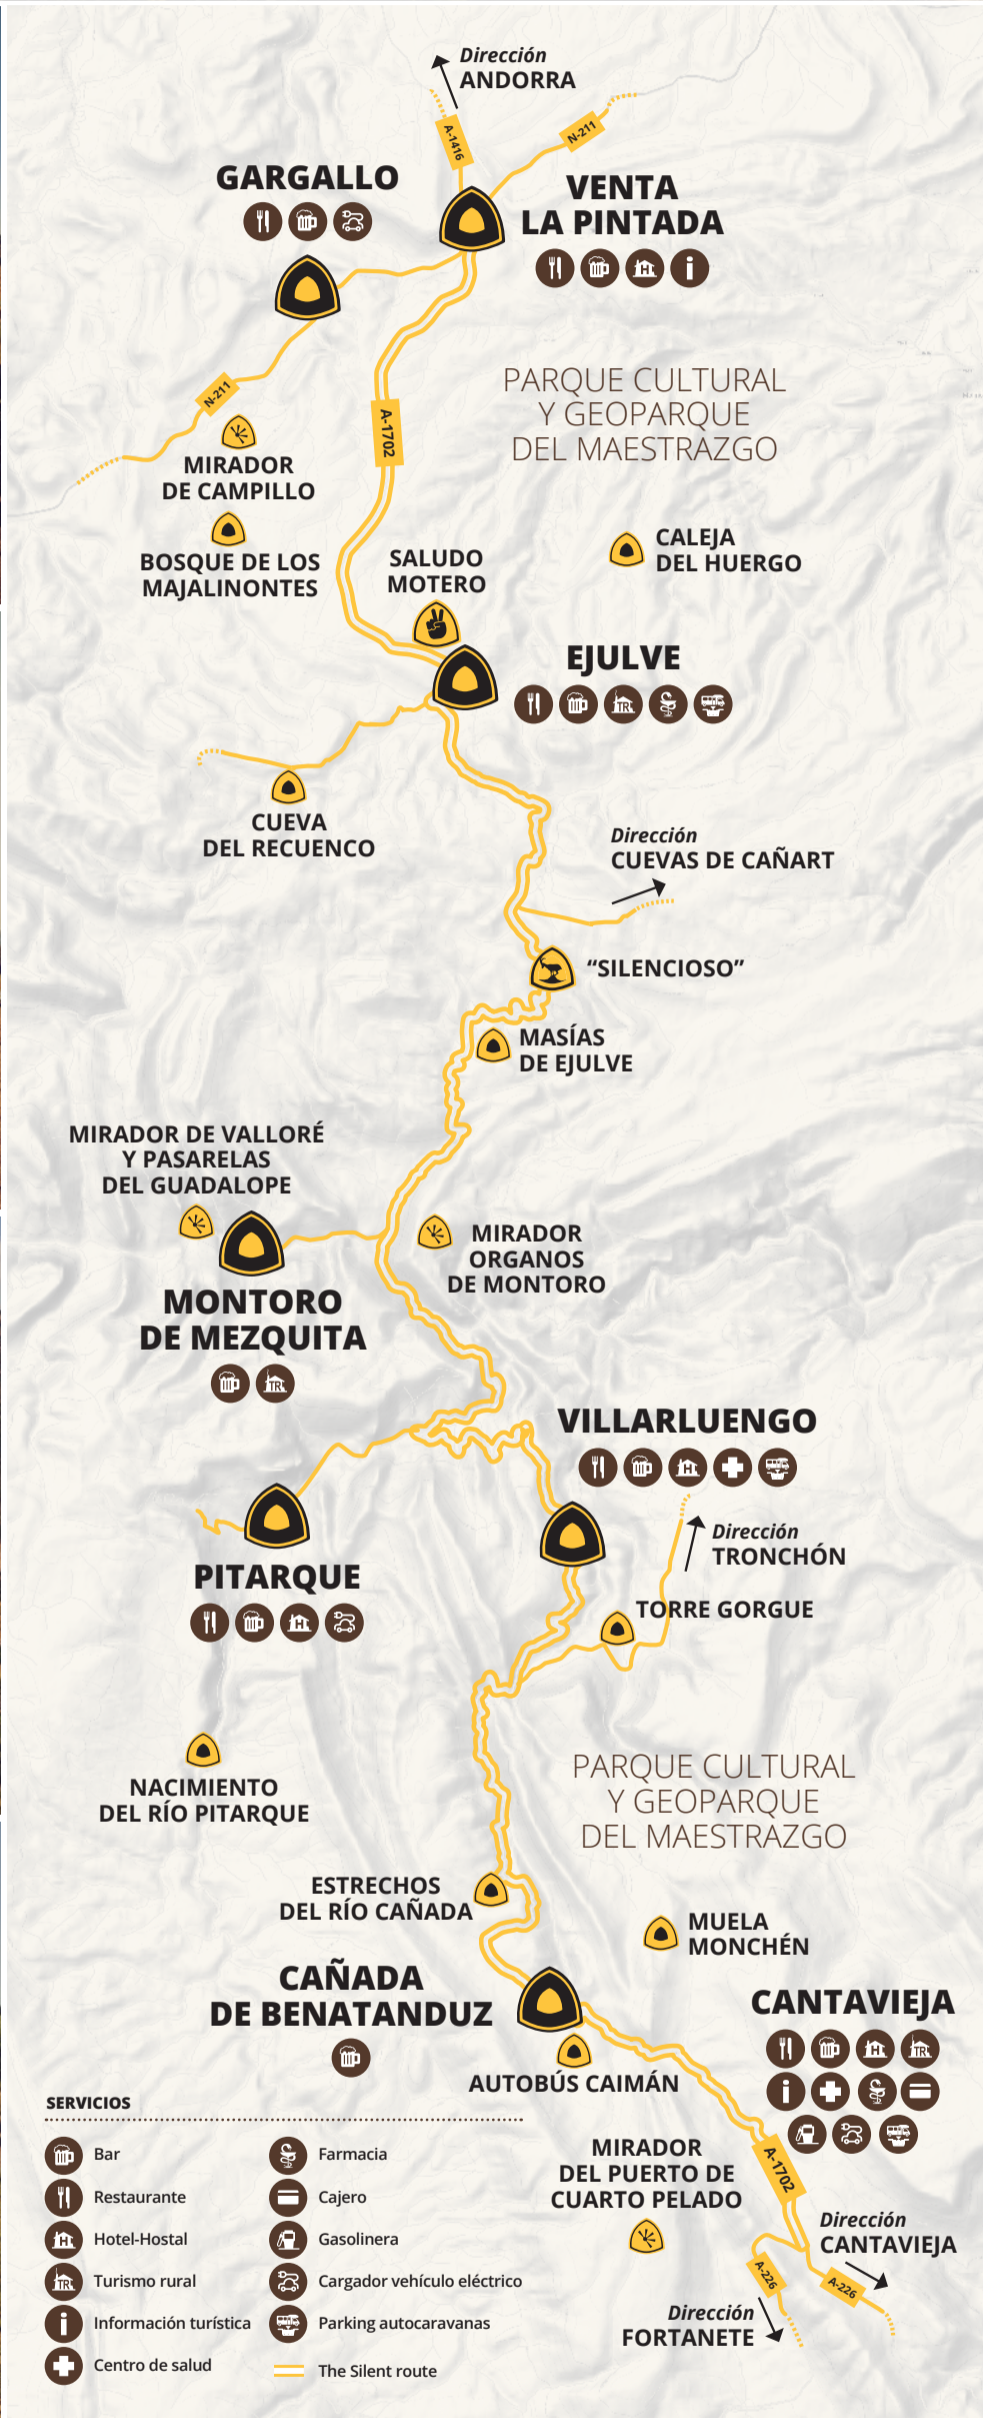 Dirección
ANDORRA
A-1416
N-211
GARGALLO
VENTA
LA PINTADA
N-211
A-1702
PARQUE CULTURAL
Y GEOPARQUE
DEL MAESTRAZGO
MIRADOR
DE CAMPILLO
BOSQUE DE LOS
MAJALINONTES
SALUDO
MOTERO
CALEJA
DEL HUERGO
EJULVE
TR
CUEVA
DEL RECUENCO
Dirección
CUEVAS DE CAÑART
“SILENCIOSO”
MASÍAS
DE EJULVE
MIRADOR DE VALLORÉ
Y PASARELAS
DEL GUADALOPE
MIRADOR
ORGANOS
DE MONTORO
MONTORO
DE MEZQUITA
TR
VILLARLUENGO
H
Dirección
TRONCHÓN
PITARQUE
H
TORRE GORGUE
NACIMIENTO
DEL RÍO PITARQUE
PARQUE CULTURAL
Y GEOPARQUE
DEL MAESTRAZGO
ESTRECHOS
DEL RÍO CAÑADA
MUELA
MONCHÉN
CAÑADA
DE BENATANDUZ
CANTAVIEJA
H TR
AUTOBÚS CAIMÁN
A-1702
MIRADOR
DEL PUERTO DE
CUARTO PELADO
Dirección
CANTAVIEJA
A-226
A-226
Dirección
FORTANETE
SERVICIOS
Bar
Restaurante
H Hotel-Hostal
TR Turismo rural
Información turística
Centro de salud
Farmacia
Cajero
Gasolinera
Cargador vehículo eléctrico
Parking autocaravanas
The Silent route